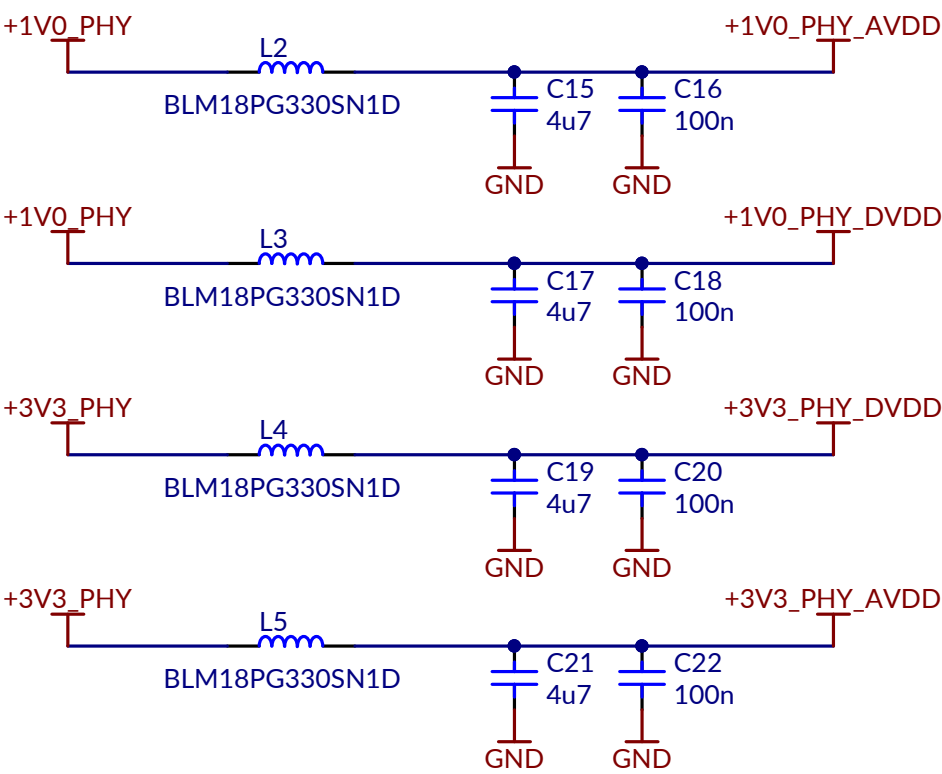 +1V0_PHY
+1V0_PHY_AVDD
L2
BLM18PG330SN1D
C15
4u7
C16
100n
GND
GND
+1V0_PHY
+1V0_PHY_DVDD
L3
BLM18PG330SN1D
C17
4u7
C18
100n
GND
GND
+3V3_PHY
+3V3_PHY_DVDD
L4
BLM18PG330SN1D
C19
4u7
C20
100n
GND
GND
+3V3_PHY
+3V3_PHY_AVDD
L5
BLM18PG330SN1D
C21
4u7
C22
100n
GND
GND